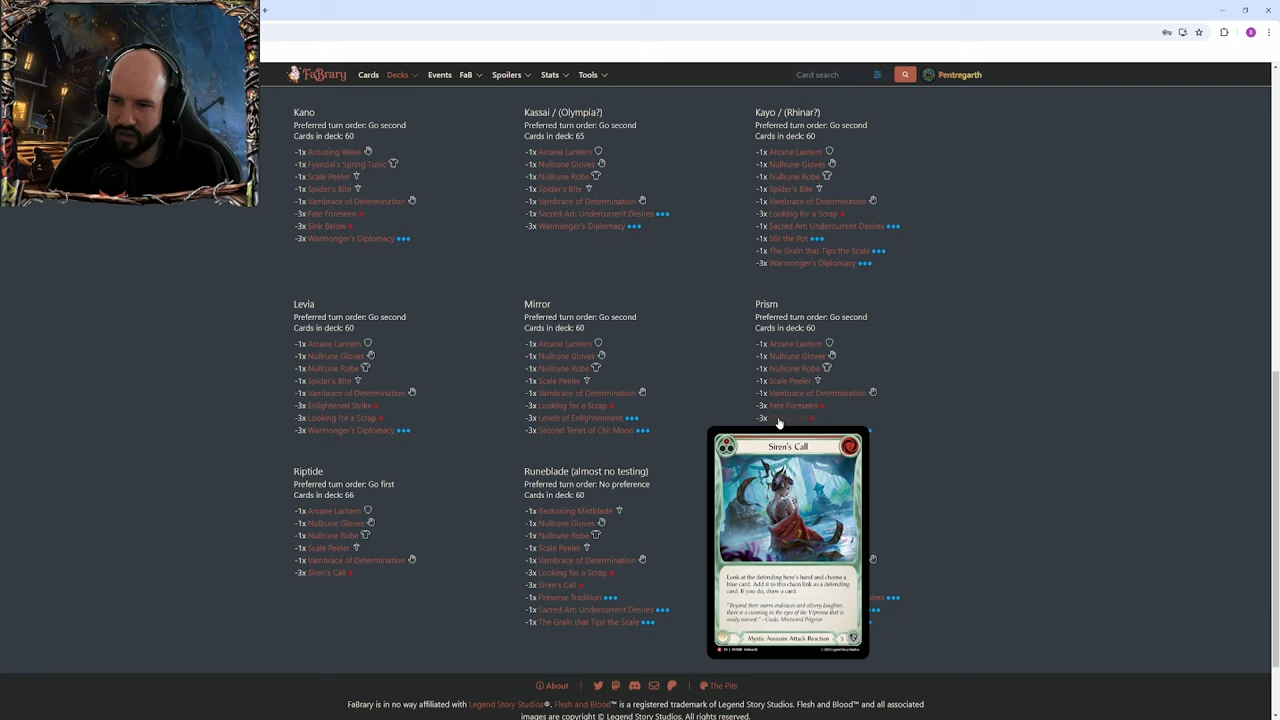 FaBrary Cards Decks Events FaB Spoilers Stats Tools Card search Pentregarth
Kano
Preferred turn order: Go second
Cards in deck: 60
-1x Arousing Wave
-1x Fyendal's Spring Tunic
-1x Scale Peeler
-1x Spider's Bite
-1x Vambrace of Determination
-3x Fate Foreseen
-3x Sink Below
-3x Warmonger's Diplomacy
Kassai / (Olympia?)
Preferred turn order: Go second
Cards in deck: 65
-1x Arcane Lantern
-1x Nullrune Gloves
-1x Nullrune Robe
-1x Spider's Bite
-1x Vambrace of Determination
-1x Sacred Art: Undercurrent Desires
-3x Warmonger's Diplomacy
Kayo / (Rhinar?)
Preferred turn order: Go second
Cards in deck: 60
-1x Arcane Lantern
-1x Nullrune Gloves
-1x Nullrune Robe
-1x Spider's Bite
-1x Vambrace of Determination
-3x Looking for a Scrap
-1x Sacred Art: Undercurrent Desires
-1x Stir the Pot
-1x The Grain that Tips the Scale
-3x Warmonger's Diplomacy
Levia
Preferred turn order: Go second
Cards in deck: 60
-1x Arcane Lantern
-1x Nullrune Gloves
-1x Nullrune Robe
-1x Spider's Bite
-1x Vambrace of Determination
-3x Enlightened Strike
-3x Looking for a Scrap
-3x Warmonger's Diplomacy
Mirror
Preferred turn order: Go second
Cards in deck: 60
-1x Arcane Lantern
-1x Nullrune Gloves
-1x Nullrune Robe
-1x Scale Peeler
-1x Vambrace of Determination
-3x Looking for a Scrap
-3x Levels of Enlightenment
-3x Second Tenet of Chi: Moon
Prism
Preferred turn order: Go second
Cards in deck: 60
-1x Arcane Lantern
-1x Nullrune Gloves
-1x Nullrune Robe
-1x Scale Peeler
-1x Vambrace of Determination
-3x Fate Foreseen
-3x
Siren's Call
Look at the defending hero's hand and choose a
blue card. Add it to this chain link as a defending
card. If you do, draw a card.
Mystic Assassin Attack Reaction
3
Riptide
Preferred turn order: Go first
Cards in deck: 66
-1x Arcane Lantern
-1x Nullrune Gloves
-1x Nullrune Robe
-1x Scale Peeler
-1x Vambrace of Determination
-3x Siren's Call
Runeblade (almost no testing)
Preferred turn order: No preference
Cards in deck: 60
-1x Beckoning Mistblade
-1x Nullrune Gloves
-1x Nullrune Robe
-1x Scale Peeler
-1x Vambrace of Determination
-3x Looking for a Scrap
-3x Siren's Call
-1x Preserve Tradition
-1x Sacred Art: Undercurrent Desires
-1x The Grain that Tips the Scale
About | | The Pits
FaBrary is in no way affiliated with Legend Story Studios®. Flesh and Blood™ is a registered trademark of Legend Story Studios. Flesh and Blood™ and all associated
images are copyright © Legend Story Studios. All rights reserved.